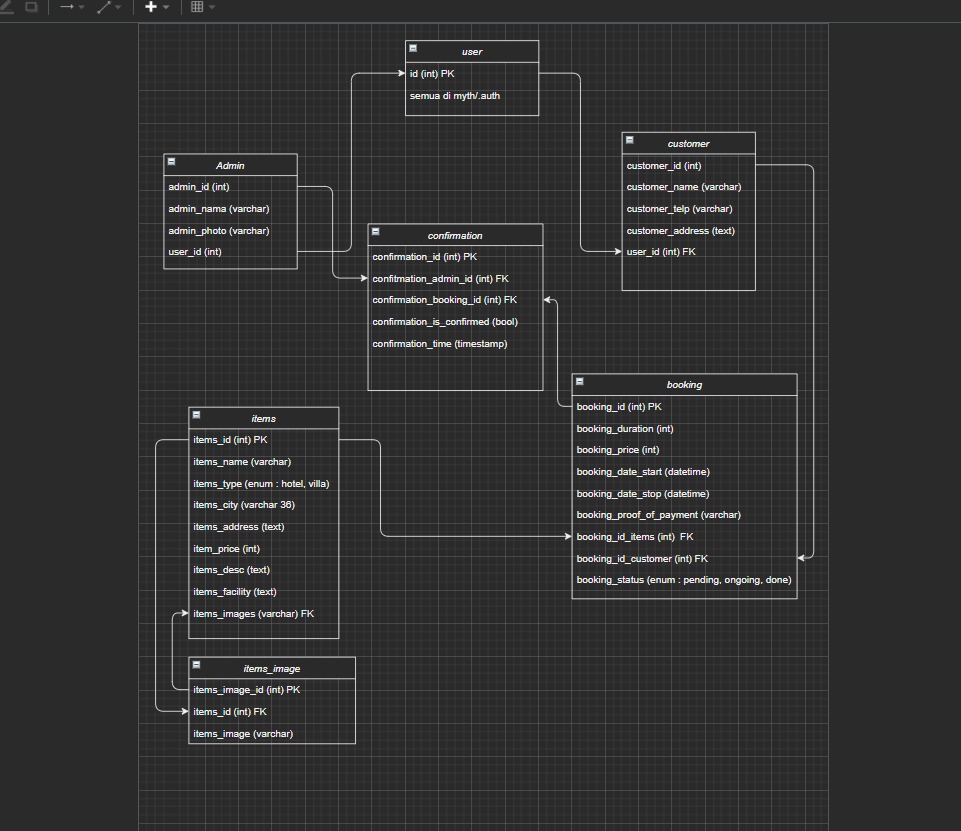 user
id (int) PK
semua di myth/.auth
Admin
admin_id (int)
admin_nama (varchar)
admin_photo (varchar)
user_id (int)
customer
customer_id (int)
customer_name (varchar)
customer_telp (varchar)
customer_address (text)
user_id (int) FK
confirmation
confirmation_id (int) PK
confitmation_admin_id (int) FK
confirmation_booking_id (int) FK
confirmation_is_confirmed (bool)
confirmation_time (timestamp)
booking
booking_id (int) PK
booking_duration (int)
booking_price (int)
booking_date_start (datetime)
booking_date_stop (datetime)
booking_proof_of_payment (varchar)
booking_id_items (int) FK
booking_id_customer (int) FK
booking_status (enum : pending, ongoing, done)
items
items_id (int) PK
items_name (varchar)
items_type (enum : hotel, villa)
items_city (varchar 36)
items_address (text)
item_price (int)
items_desc (text)
items_facility (text)
items_images (varchar) FK
items_image
items_image_id (int) PK
items_id (int) FK
items_image (varchar)